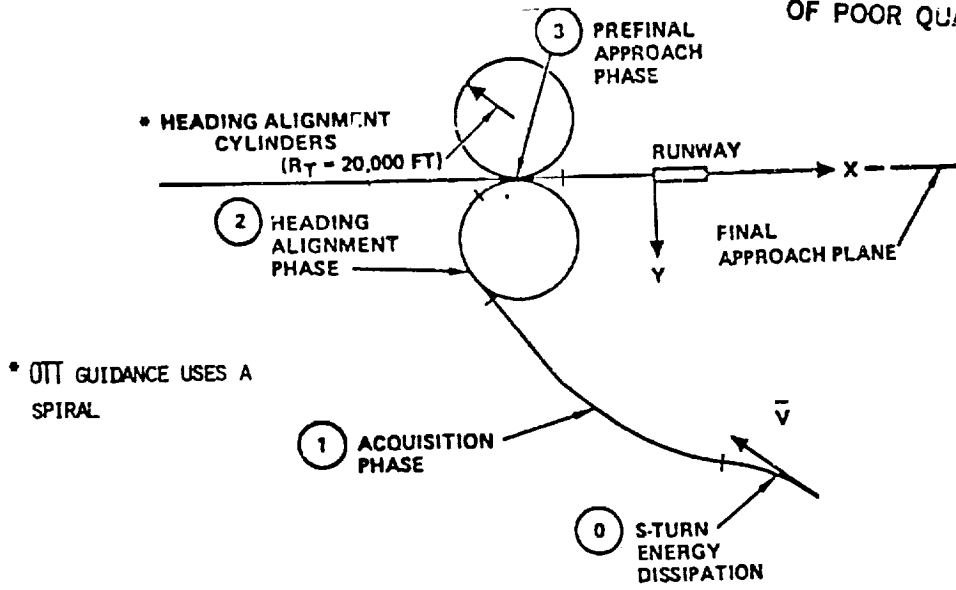 OF POOR
3 PREFINAL
APPROACH
PHASE
* HEADING ALIGNMENT
CYLINDERS
(RT = 20,000 FT)
RUNWAY
X
2 HEADING
ALIGNMENT
PHASE
Y
FINAL
APPROACH PLANE
* OTT GUIDANCE USES A
SPIRAL
V̅
1 ACQUISITION
PHASE
0 S-TURN
ENERGY
DISSIPATION